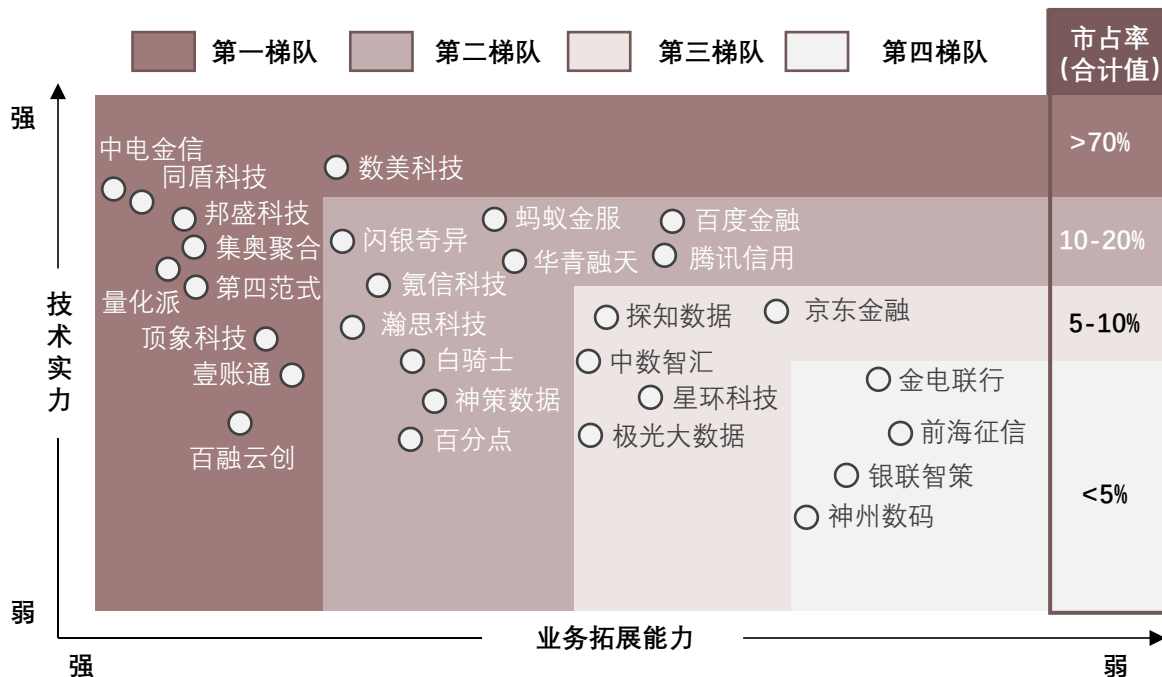 第一梯队
第二梯队
第三梯队
第四梯队
市占率
(合计值)
强
中电金信
数美科技
>70%
同盾科技
邦盛科技
蚂蚁金服
百度金融
10-20%
集奥聚合
闪银奇异
华青融天
腾讯信用
量化派
第四范式
氪信科技
技术实力
顶象科技
瀚思科技
探知数据
京东金融
5-10%
壹账通
白骑士
中数智汇
金电联行
神策数据
星环科技
百融云创
百分点
极光大数据
前海征信
银联智策
<5%
神州数码
弱
业务拓展能力
强
弱